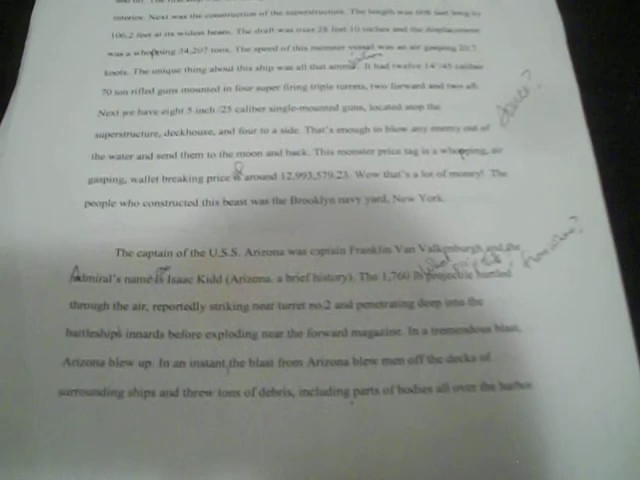 interior. Next was the construction of the superstructure. The length was 608 feet long by
106.2 feet at its widest beam. The draft was over 28 feet 10 inches and the displacement
was a whopping 34,207 tons. The speed of this monster vessel was an air gasping 20.7
knots. The unique thing about this ship was all that ammo. It had twelve 14"/45 caliber
70 ton rifled guns mounted in four super firing triple turrets, two forward and two aft.
Next we have eight 5 inch /25 caliber single-mounted guns, located atop the
superstructure, deckhouse, and four to a side. That's enough to blow any enemy out of
the water and send them to the moon and back. This monster price tag is a whopping, air
gasping, wallet breaking price is around 12,993,579.23. Wow that's a lot of money! The
people who constructed this beast was the Brooklyn navy yard, New York.
The captain of the U.S.S. Arizona was captain Franklin Van Valkenburgh and the
Admiral's name is Isaac Kidd (Arizona, a brief history). The 1,760 lb projectile hurtled
from where?
through the air, reportedly striking near turret no.2 and penetrating deep into the
battleships innards before exploding near the forward magazine. In a tremendous blast,
Arizona blew up. In an instant, the blast from Arizona blew men off the decks of
surrounding ships and threw tons of debris, including parts of bodies all over the harbor